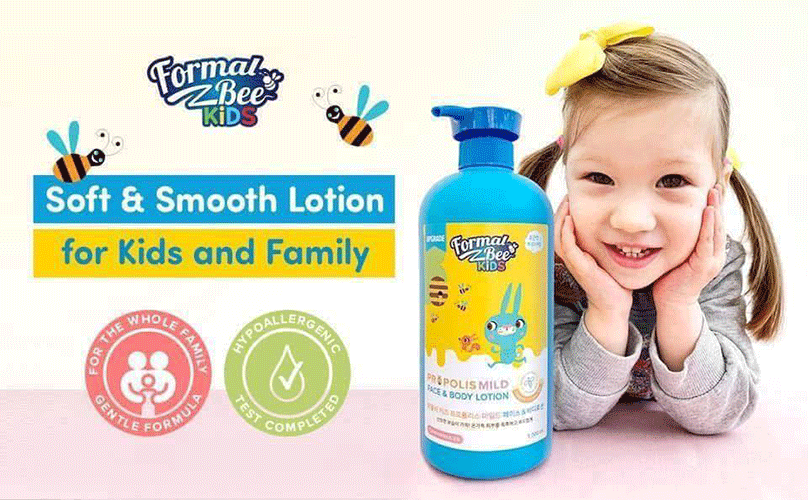 Formal
Bee
KiDS
Soft & Smooth Lotion
for Kids and Family
FOR THE WHOLE FAMILY
GENTLE FORMULA
HYPOALLERGENIC
TEST COMPLETED
UPGRADE
Formal
Bee
KiDS
PROPOLIS MILD
FACE & BODY LOTION